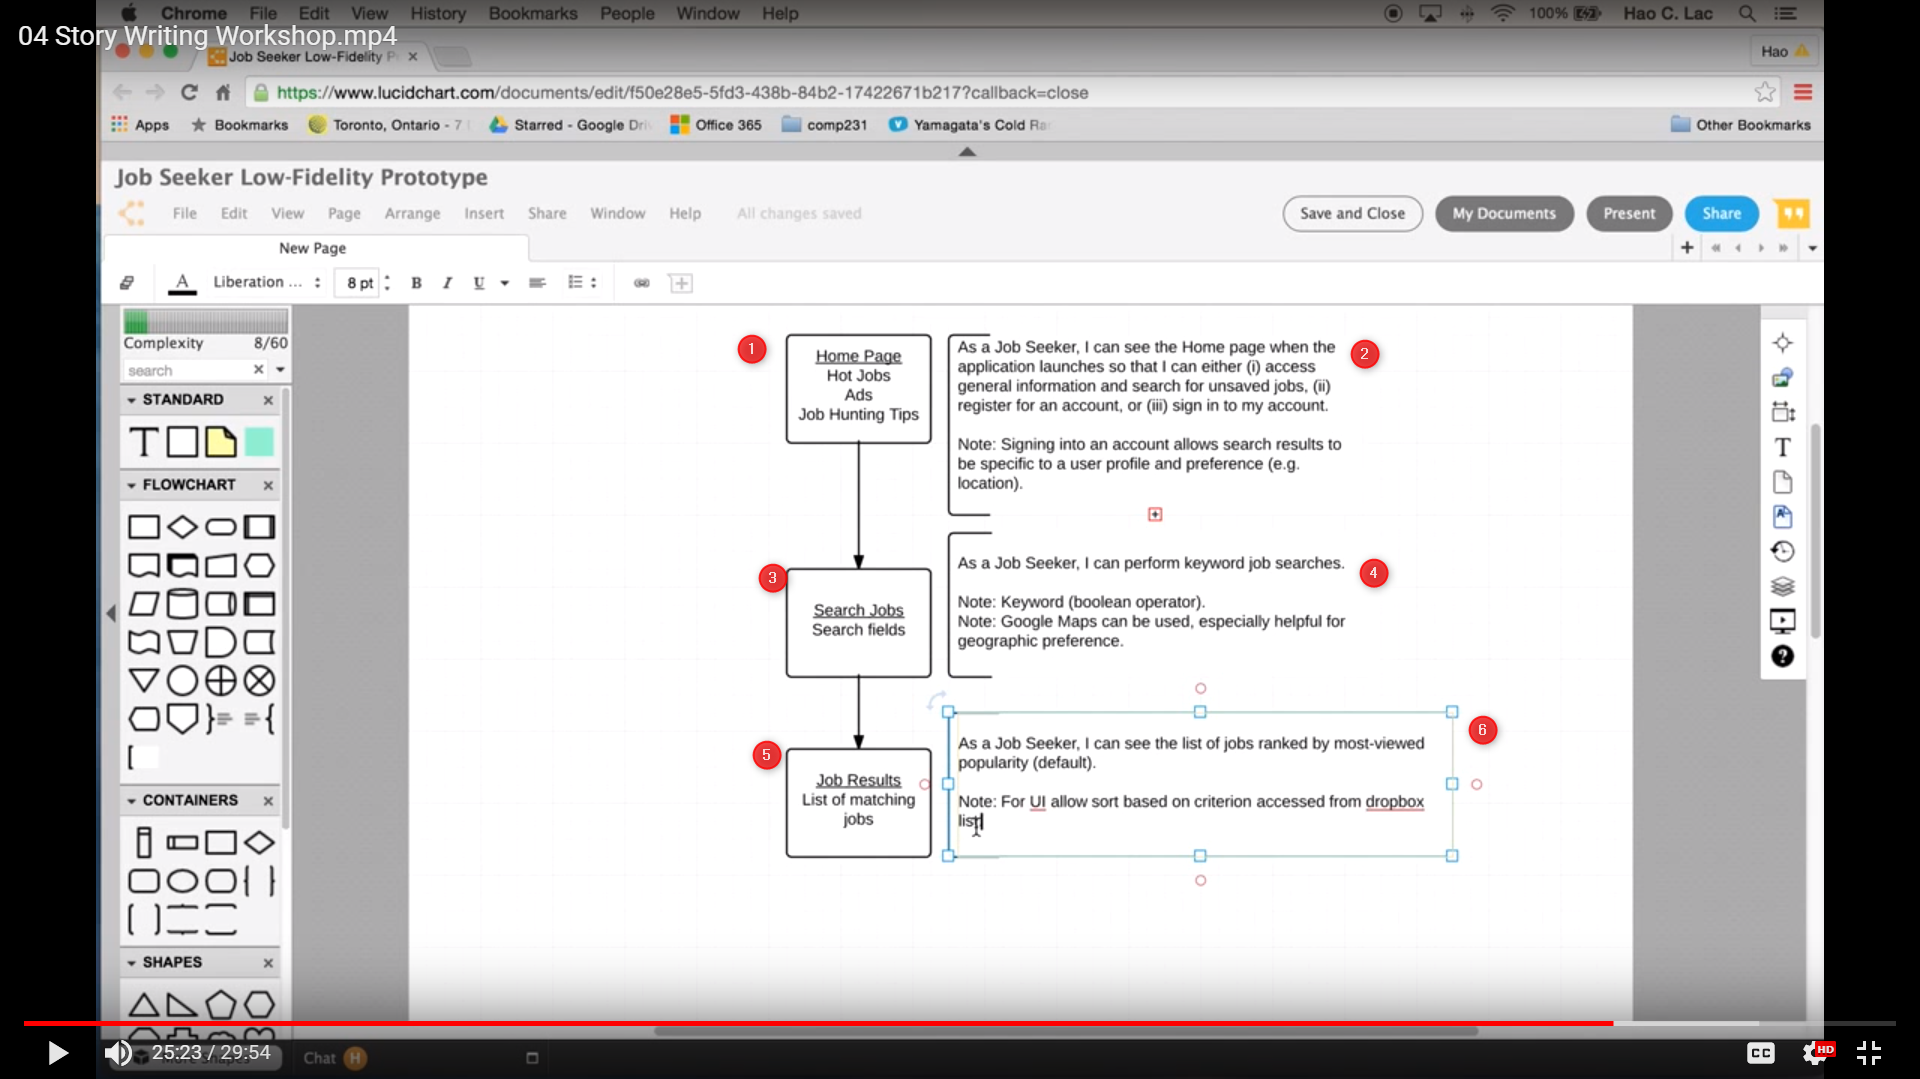 Chrome File Edit View History Bookmarks People Window Help 100% Hao C. Lac
04 Story Writing Workshop.mp4
Job Seeker Low-Fidelity P
Hao
https://www.lucidchart.com/documents/edit/f50e28e5-5fd3-438b-84b2-17422671b217?callback=close
Apps Bookmarks Toronto, Ontario - 7 Starred - Google Dri Office 365 comp231 Yamagata's Cold Ra Other Bookmarks
Job Seeker Low-Fidelity Prototype
File Edit View Page Arrange Insert Share Window Help All changes saved Save and Close My Documents Present Share
New Page
A Liberation ... 8 pt B I U
Complexity 8/60
search
STANDARD
T
FLOWCHART
CONTAINERS
SHAPES
1
Home Page
Hot Jobs
Ads
Job Hunting Tips
As a Job Seeker, I can see the Home page when the
application launches so that I can either (i) access
general information and search for unsaved jobs, (ii)
register for an account, or (iii) sign in to my account.
Note: Signing into an account allows search results to
be specific to a user profile and preference (e.g.
location).
2
3
Search Jobs
Search fields
As a Job Seeker, I can perform keyword job searches.
Note: Keyword (boolean operator).
Note: Google Maps can be used, especially helpful for
geographic preference.
4
5
Job Results
List of matching
jobs
As a Job Seeker, I can see the list of jobs ranked by most-viewed
popularity (default).
Note: For UI allow sort based on criterion accessed from dropbox
list
6
T
A
?
25:23 / 29:54
Chat H
CC HD